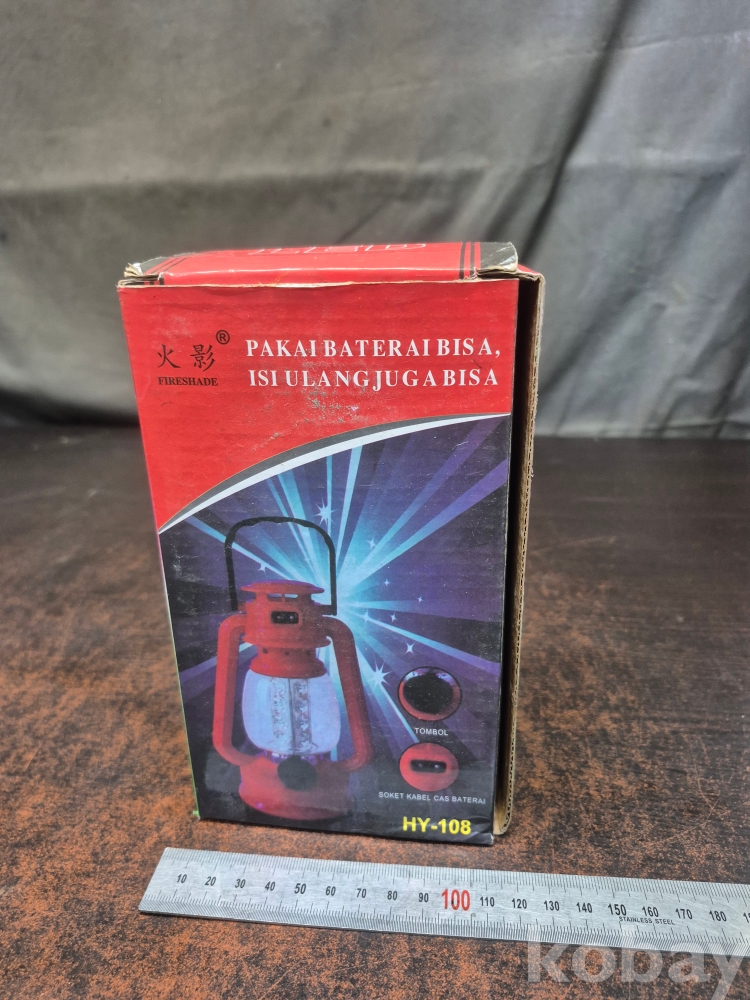 火影®
FIRESHADE
PAKAI BATERAI BISA,
ISI ULANG JUGA BISA
TOMBOL
SOKET KABEL CAS BATERAI
HY-108
10 20 30 40 50 60 70 80 90 100 110 120 130 140 150 160 170 180
STAINLESS STEEL
Kobay